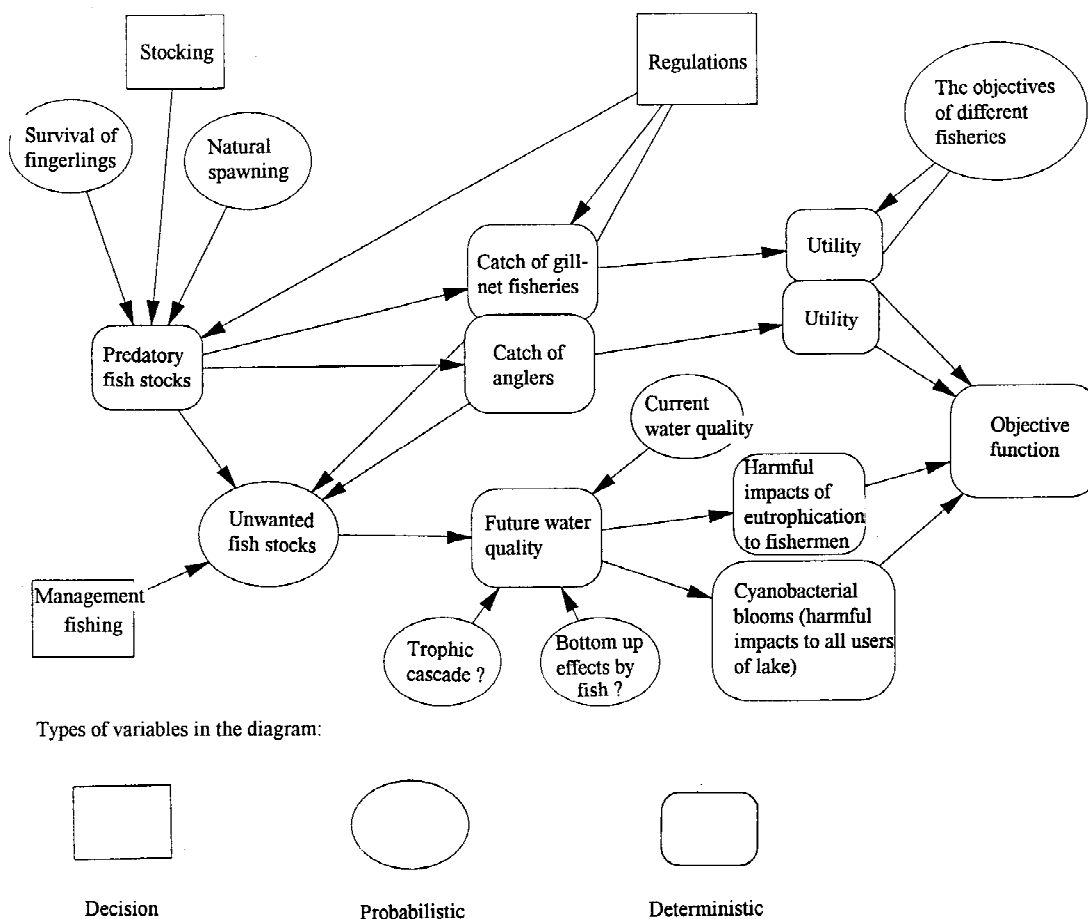 Stocking
Regulations
The objectives
of different
fisheries
Survival of
fingerlings
Natural
spawning
Catch of gill-
net fisheries
Utility
Utility
Predatory
fish stocks
Catch of
anglers
Current
water quality
Objective
function
Harmful
impacts of
eutrophication
to fishermen
Unwanted
fish stocks
Future water
quality
Management
fishing
Cyanobacterial
blooms (harmful
impacts to all users
of lake)
Trophic
cascade ?
Bottom up
effects by
fish ?
Types of variables in the diagram:
Decision
Probabilistic
Deterministic